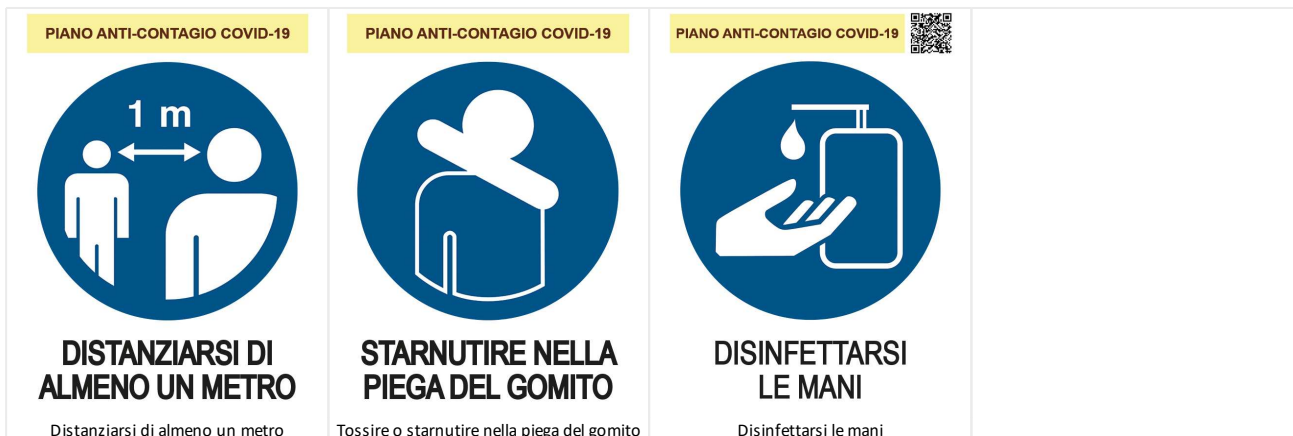 PIANO ANTI-CONTAGIO COVID-19
1 m
DISTANZIARSI DI
ALMENO UN METRO
Distanziarsi di almeno un metro
PIANO ANTI-CONTAGIO COVID-19
STARNUTIRE NELLA
PIEGA DEL GOMITO
Tossire o starnutire nella piega del gomito
PIANO ANTI-CONTAGIO COVID-19
DISINFETTARSI
LE MANI
Disinfettarsi le mani